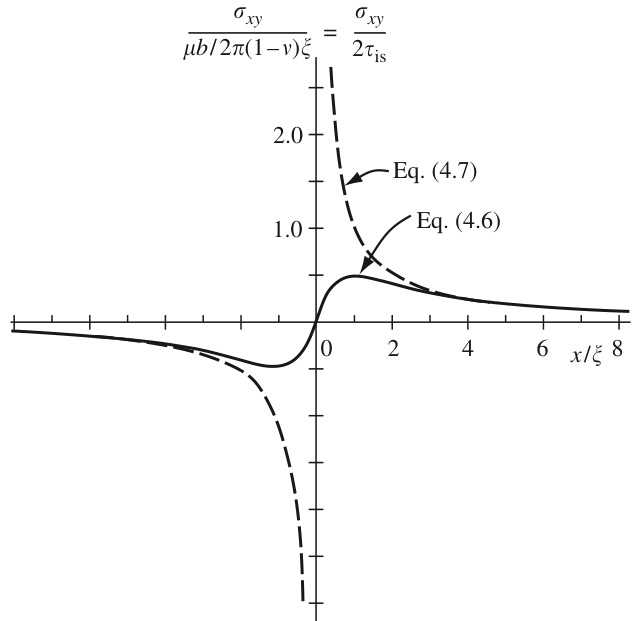 σxy / μb/2π(1–ν)ξ = σxy / 2τis
2.0
Eq. (4.7)
Eq. (4.6)
1.0
0 2 4 6 x/ξ 8